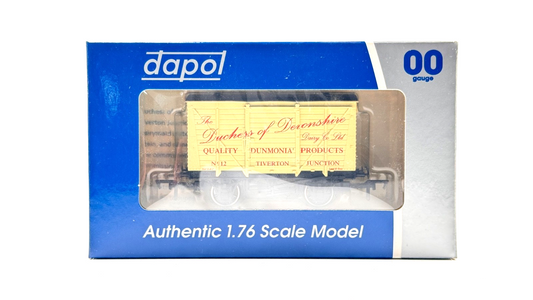 dapol
00
gauge
The
Duchess of Devonshire
Dairy Co Ltd
QUALITY DUNMONIA PRODUCTS
No 12 TIVERTON JUNCTION
Authentic 1.76 Scale Model